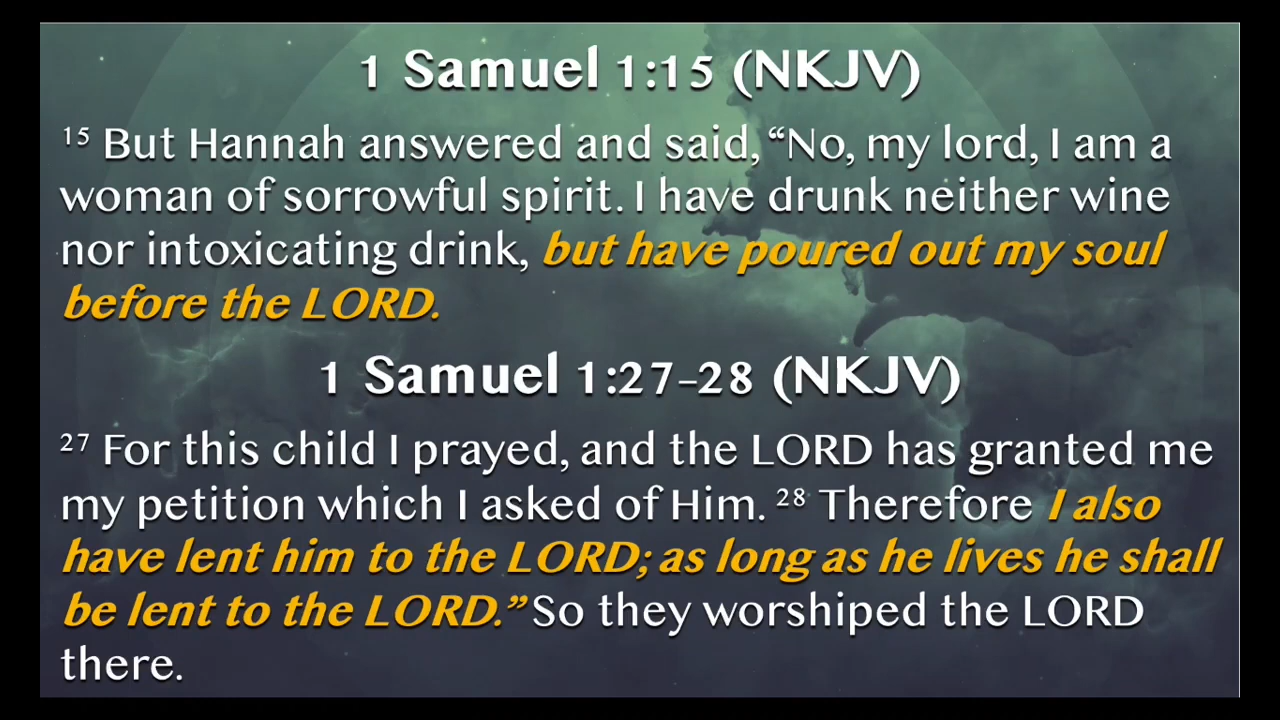 1 Samuel 1:15 (NKJV)
15 But Hannah answered and said, “No, my lord, I am a
woman of sorrowful spirit. I have drunk neither wine
nor intoxicating drink, but have poured out my soul
before the LORD.
1 Samuel 1:27–28 (NKJV)
27 For this child I prayed, and the LORD has granted me
my petition which I asked of Him. 28 Therefore I also
have lent him to the LORD; as long as he lives he shall
be lent to the LORD.” So they worshiped the LORD
there.